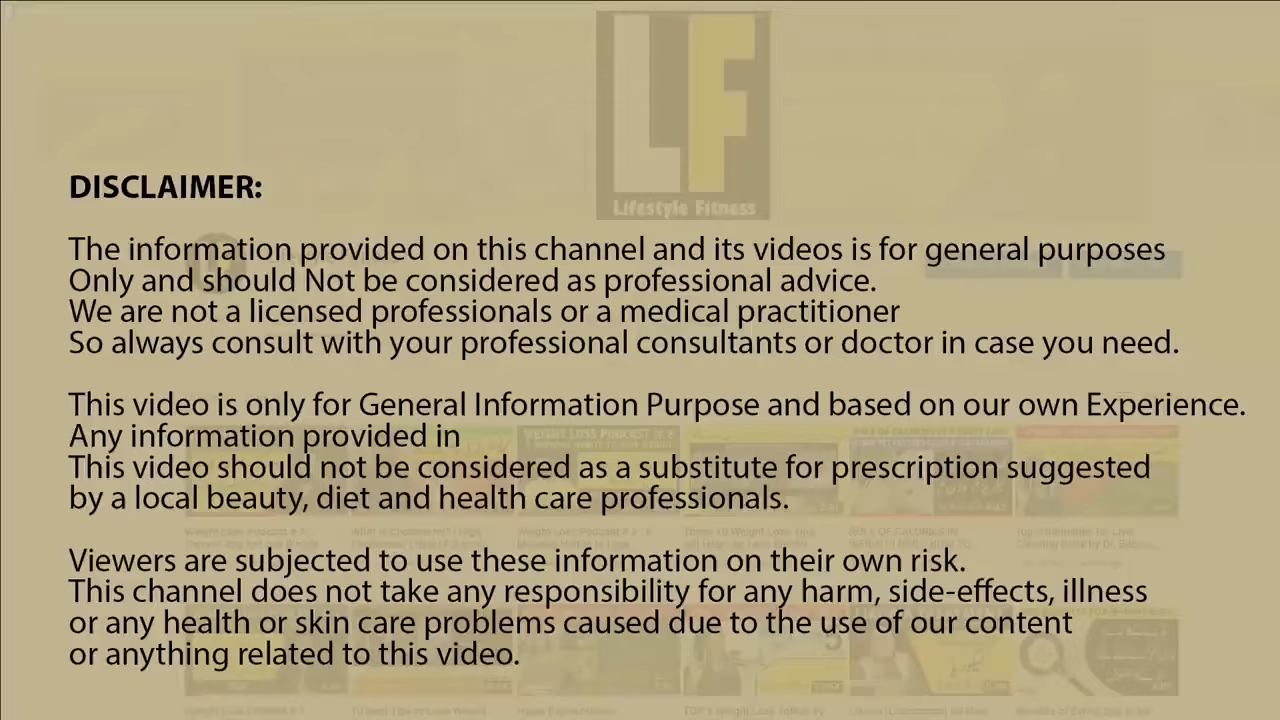 LF
Lifestyle Fitness
DISCLAIMER:
The information provided on this channel and its videos is for general purposes
Only and should Not be considered as professional advice.
We are not a licensed professionals or a medical practitioner
So always consult with your professional consultants or doctor in case you need.
This video is only for General Information Purpose and based on our own Experience.
Any information provided in
This video should not be considered as a substitute for prescription suggested
by a local beauty, diet and health care professionals.
Viewers are subjected to use these information on their own risk.
This channel does not take any responsibility for any harm, side-effects, illness
or any health or skin care problems caused due to the use of our content
or anything related to this video.